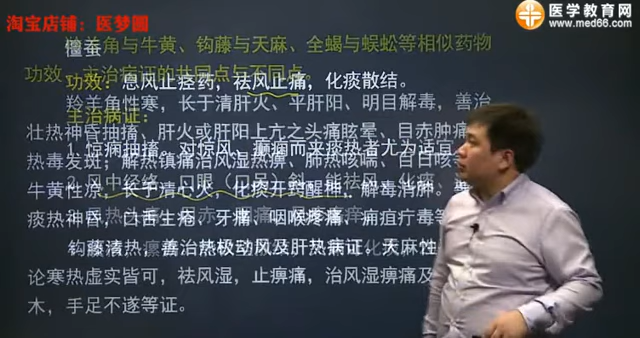 淘宝店铺：医梦圆
医学教育网
www.med66.com
羚羊角与牛黄、钩藤与天麻、全蝎与蜈蚣等相似药物
僵蚕
功效、主治病证的共同点与不同点。
功效：息风止痉药，祛风止痛，化痰散结。
羚羊角性寒，长于清肝火、平肝阳、明目解毒，善治
主治病证：
壮热神昏抽搐、肝火或肝阳上亢之头痛眩晕、目赤肿痛
1.惊痫抽搐，对惊风、癫痫而夹痰热者尤为适宜
热毒发斑；解热镇痛治风湿热痹、肺热咳喘、百日咳
2.风中经络，口眼（口咼）斜，能祛风、化痰、
牛黄性凉，长于清心火，化痰开窍醒神，解毒消肿。
痰热神昏，口舌生疮、牙痛、咽喉疼痛、痈疽疔毒等
钩藤清热，善治热极动风及肝热病证，天麻性
论寒热虚实皆可，祛风湿，止痹痛，治风湿痹痛及
木，手足不遂等证。